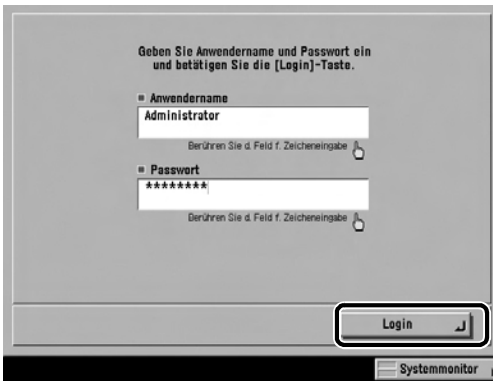 Geben Sie Anwendername und Passwort ein
und betätigen Sie die [Login]-Taste.
Anwendername
Administrator
Berühren Sie d. Feld f. Zeicheneingabe
Passwort
********
Berühren Sie d. Feld f. Zeicheneingabe
Login
Systemmonitor